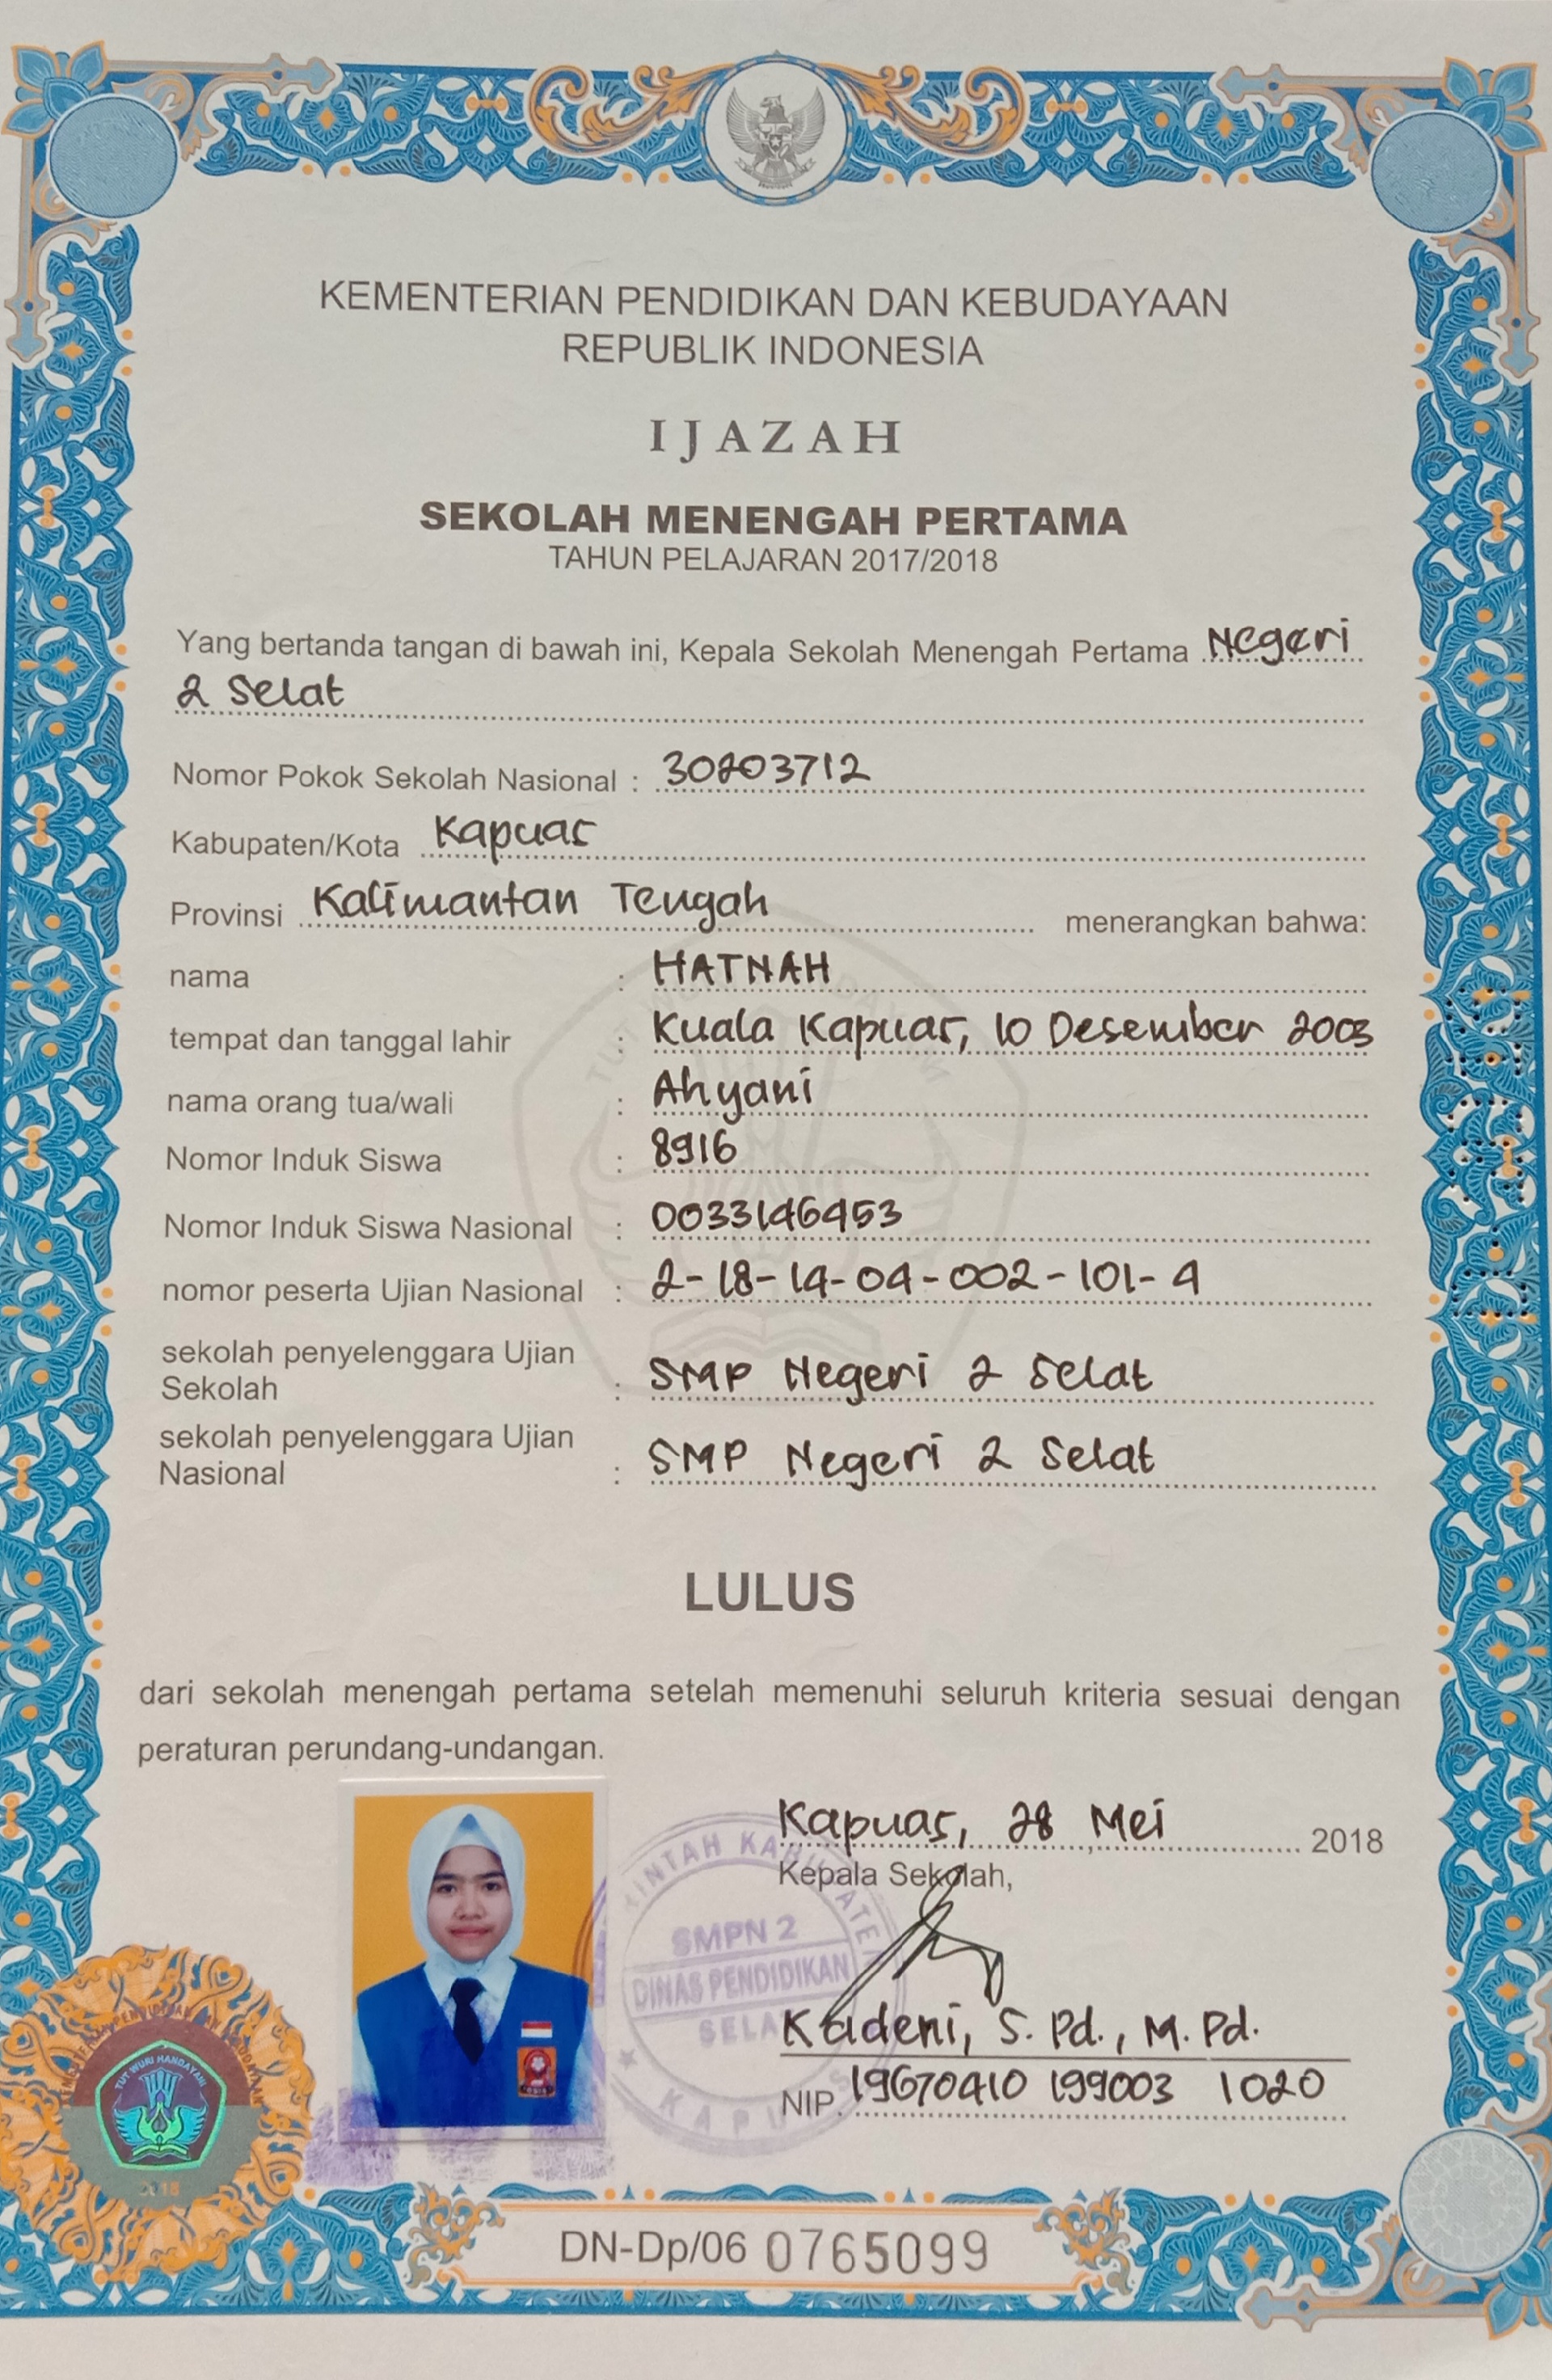 KEMENTERIAN PENDIDIKAN DAN KEBUDAYAAN
REPUBLIK INDONESIA
IJAZAH
SEKOLAH MENENGAH PERTAMA
TAHUN PELAJARAN 2017/2018
Yang bertanda tangan di bawah ini, Kepala Sekolah Menengah Pertama Negeri
2 Selat
Nomor Pokok Sekolah Nasional : 30203712
Kabupaten/Kota Kapuas
Provinsi Kalimantan Tengah menerangkan bahwa:
nama : HATNAH
tempat dan tanggal lahir : Kuala Kapuas, 10 Desember 2003
nama orang tua/wali : Ahyani
Nomor Induk Siswa : 8916
Nomor Induk Siswa Nasional : 0033146453
nomor peserta Ujian Nasional : 2-18-14-04-002-101-4
sekolah penyelenggara Ujian
Sekolah : SMP Negeri 2 Selat
sekolah penyelenggara Ujian
Nasional : SMP Negeri 2 Selat
LULUS
dari sekolah menengah pertama setelah memenuhi seluruh kriteria sesuai dengan
peraturan perundang-undangan.
Kapuas, 28 Mei 2018
Kepala Sekolah,
SMPN 2
DINAS PENDIDIKAN
SELAT
Kadeni, S. Pd., M. Pd.
NIP. 19670410 199003 1020
TUT WURI HANDAYANI
2018
DN-Dp/06 0765099